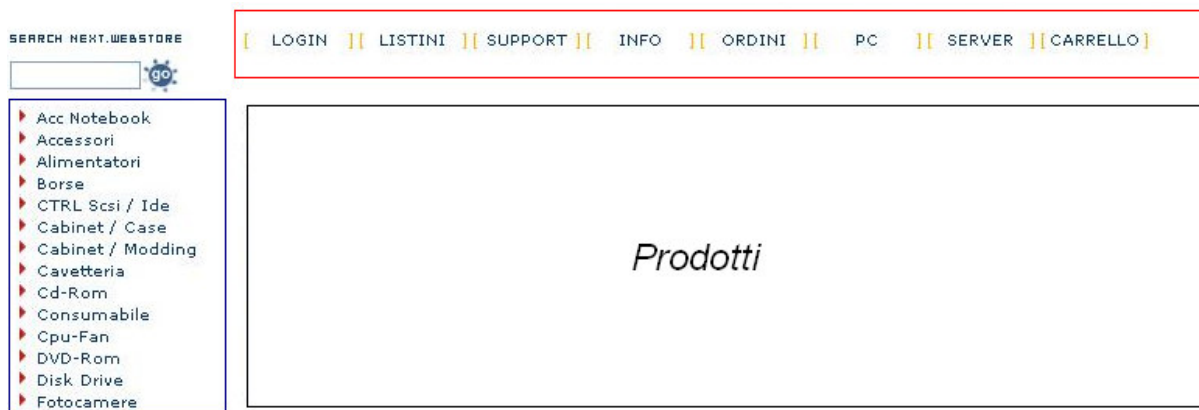 SEARCH NEXT.WEBSTORE
[ LOGIN ][ LISTINI ][ SUPPORT ][ INFO ][ ORDINI ][ PC ][ SERVER ][CARRELLO]
go
Acc Notebook
Accessori
Alimentatori
Borse
CTRL Scsi / Ide
Cabinet / Case
Cabinet / Modding
Cavetteria
Cd-Rom
Consumabile
Cpu-Fan
DVD-Rom
Disk Drive
Fotocamere
Prodotti